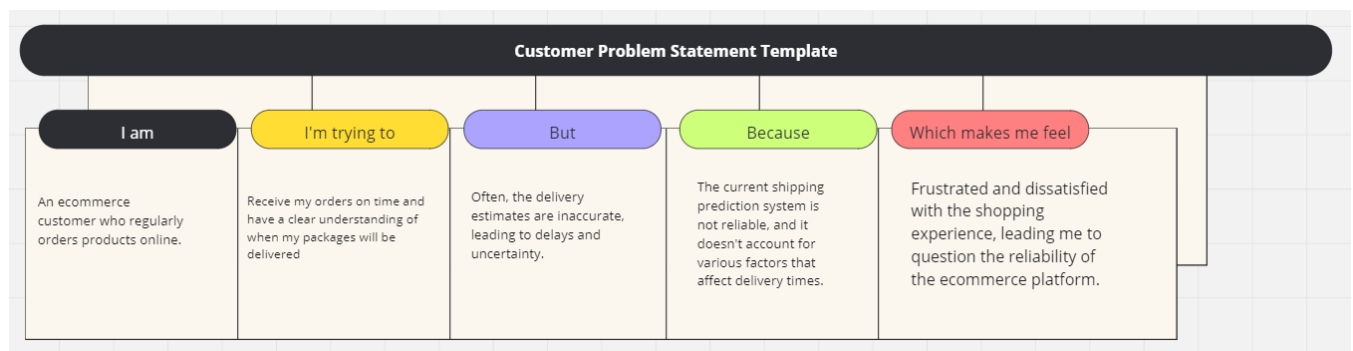 Customer Problem Statement Template
I am
An ecommerce
customer who regularly
orders products online.
I'm trying to
Receive my orders on time and
have a clear understanding of
when my packages will be
delivered
But
Often, the delivery
estimates are inaccurate,
leading to delays and
uncertainty.
Because
The current shipping
prediction system is
not reliable, and it
doesn't account for
various factors that
affect delivery times.
Which makes me feel
Frustrated and dissatisfied
with the shopping
experience, leading me to
question the reliability of
the ecommerce platform.